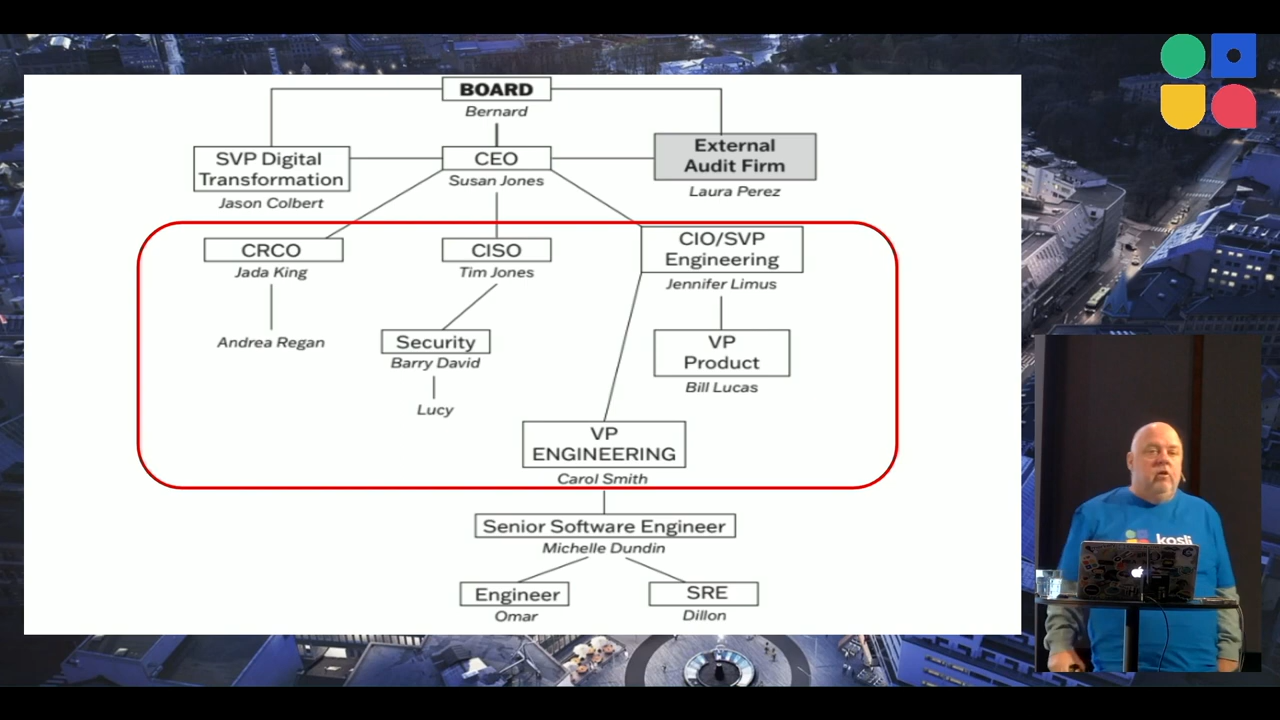 BOARD
Bernard
SVP Digital
Transformation
Jason Colbert
CEO
Susan Jones
External
Audit Firm
Laura Perez
CRCO
Jada King
CISO
Tim Jones
CIO/SVP
Engineering
Jennifer Limus
Andrea Regan
Security
Barry David
Lucy
VP
Product
Bill Lucas
VP
ENGINEERING
Carol Smith
Senior Software Engineer
Michelle Dundin
Engineer
Omar
SRE
Dillon
kosli